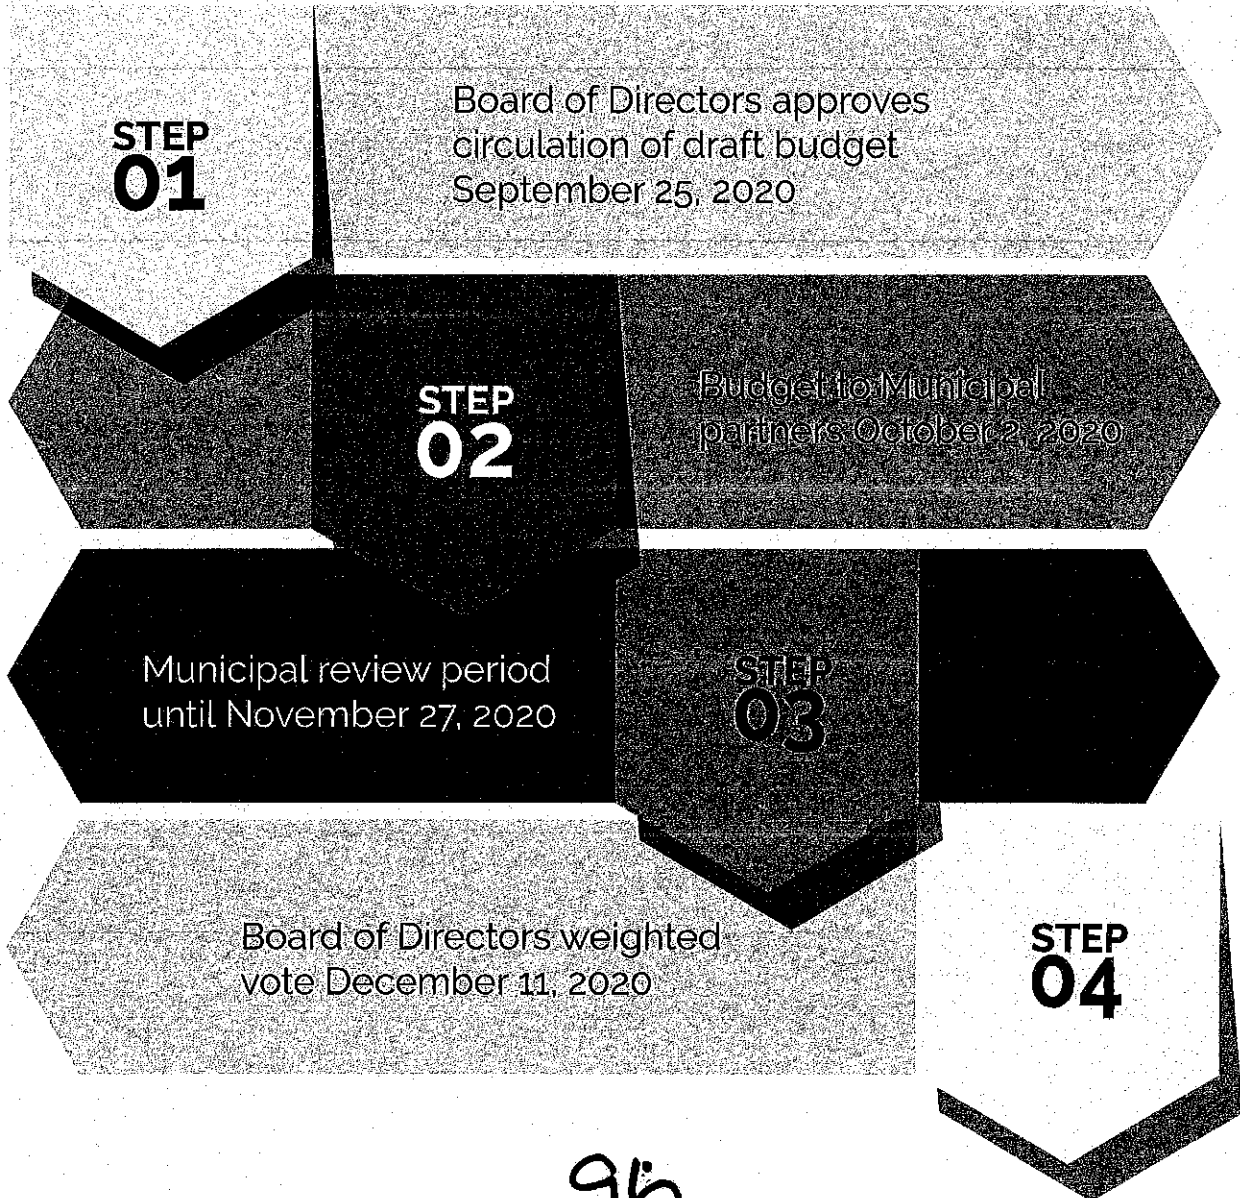 STEP
01
Board of Directors approves
circulation of draft budget
September 25, 2020
STEP
02
Budget to Municipal
partners October 2, 2020
Municipal review period
until November 27, 2020
STEP
03
Board of Directors weighted
vote December 11, 2020
STEP
04